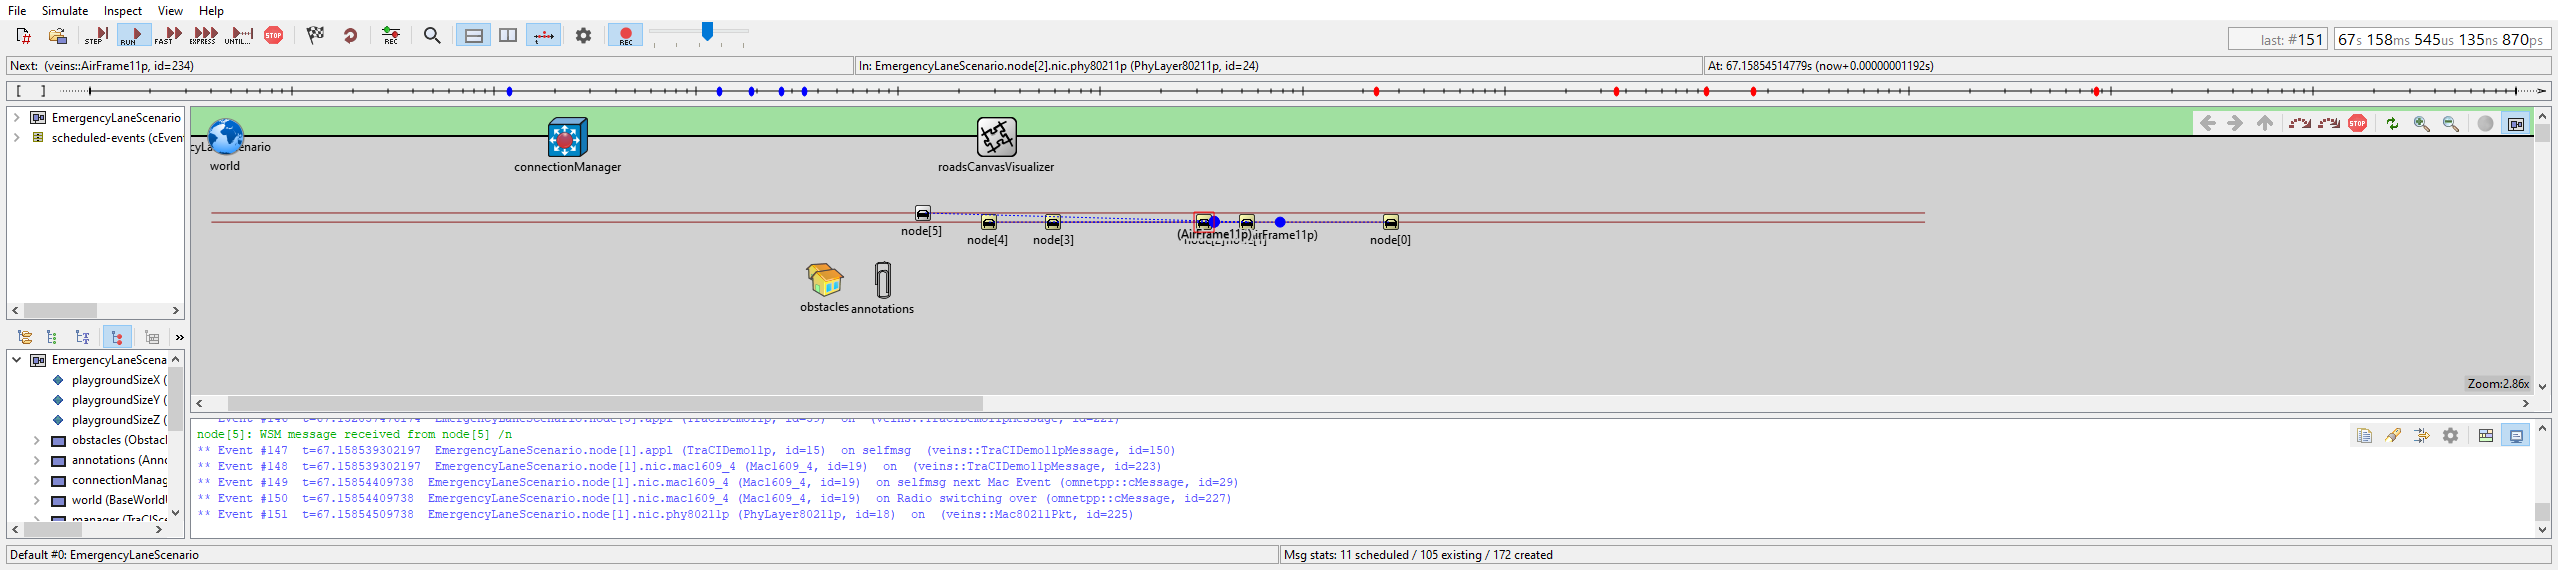 File Simulate Inspect View Help
STEP RUN FAST EXPRESS UNTIL... STOP REC REC
last: #151 67s 158ms 545us 135ns 870ps
Next: (veins::AirFrame11p, id=234) In: EmergencyLaneScenario.node[2].nic.phy80211p (PhyLayer80211p, id=24) At: 67.15854514779s (now+0.00000001192s)
EmergencyLaneScenario
scheduled-events (cEven
STOP
cyLa enario
world
connectionManager
roadsCanvasVisualizer
node[5]
node[4]
node[3]
(AirFrame11p)
irFrame11p)
node[0]
obstacles
annotations
Zoom:2.86x
EmergencyLaneScena
playgroundSizeX (
playgroundSizeY (
playgroundSizeZ (
obstacles (Obstacl
annotations (Anno
connectionManag
world (BaseWorldU
manager (TraCISce
node[5]: WSM message received from node[5] /n
** Event #147 t=67.158539302197 EmergencyLaneScenario.node[1].appl (TraCIDemo11p, id=15) on selfmsg (veins::TraCIDemo11pMessage, id=150)
** Event #148 t=67.158539302197 EmergencyLaneScenario.node[1].nic.mac1609_4 (Mac1609_4, id=19) on (veins::TraCIDemo11pMessage, id=223)
** Event #149 t=67.15854409738 EmergencyLaneScenario.node[1].nic.mac1609_4 (Mac1609_4, id=19) on selfmsg next Mac Event (omnetpp::cMessage, id=29)
** Event #150 t=67.15854409738 EmergencyLaneScenario.node[1].nic.mac1609_4 (Mac1609_4, id=19) on Radio switching over (omnetpp::cMessage, id=227)
** Event #151 t=67.15854509738 EmergencyLaneScenario.node[1].nic.phy80211p (PhyLayer80211p, id=18) on (veins::Mac80211Pkt, id=225)
Default #0: EmergencyLaneScenario Msg stats: 11 scheduled / 105 existing / 172 created